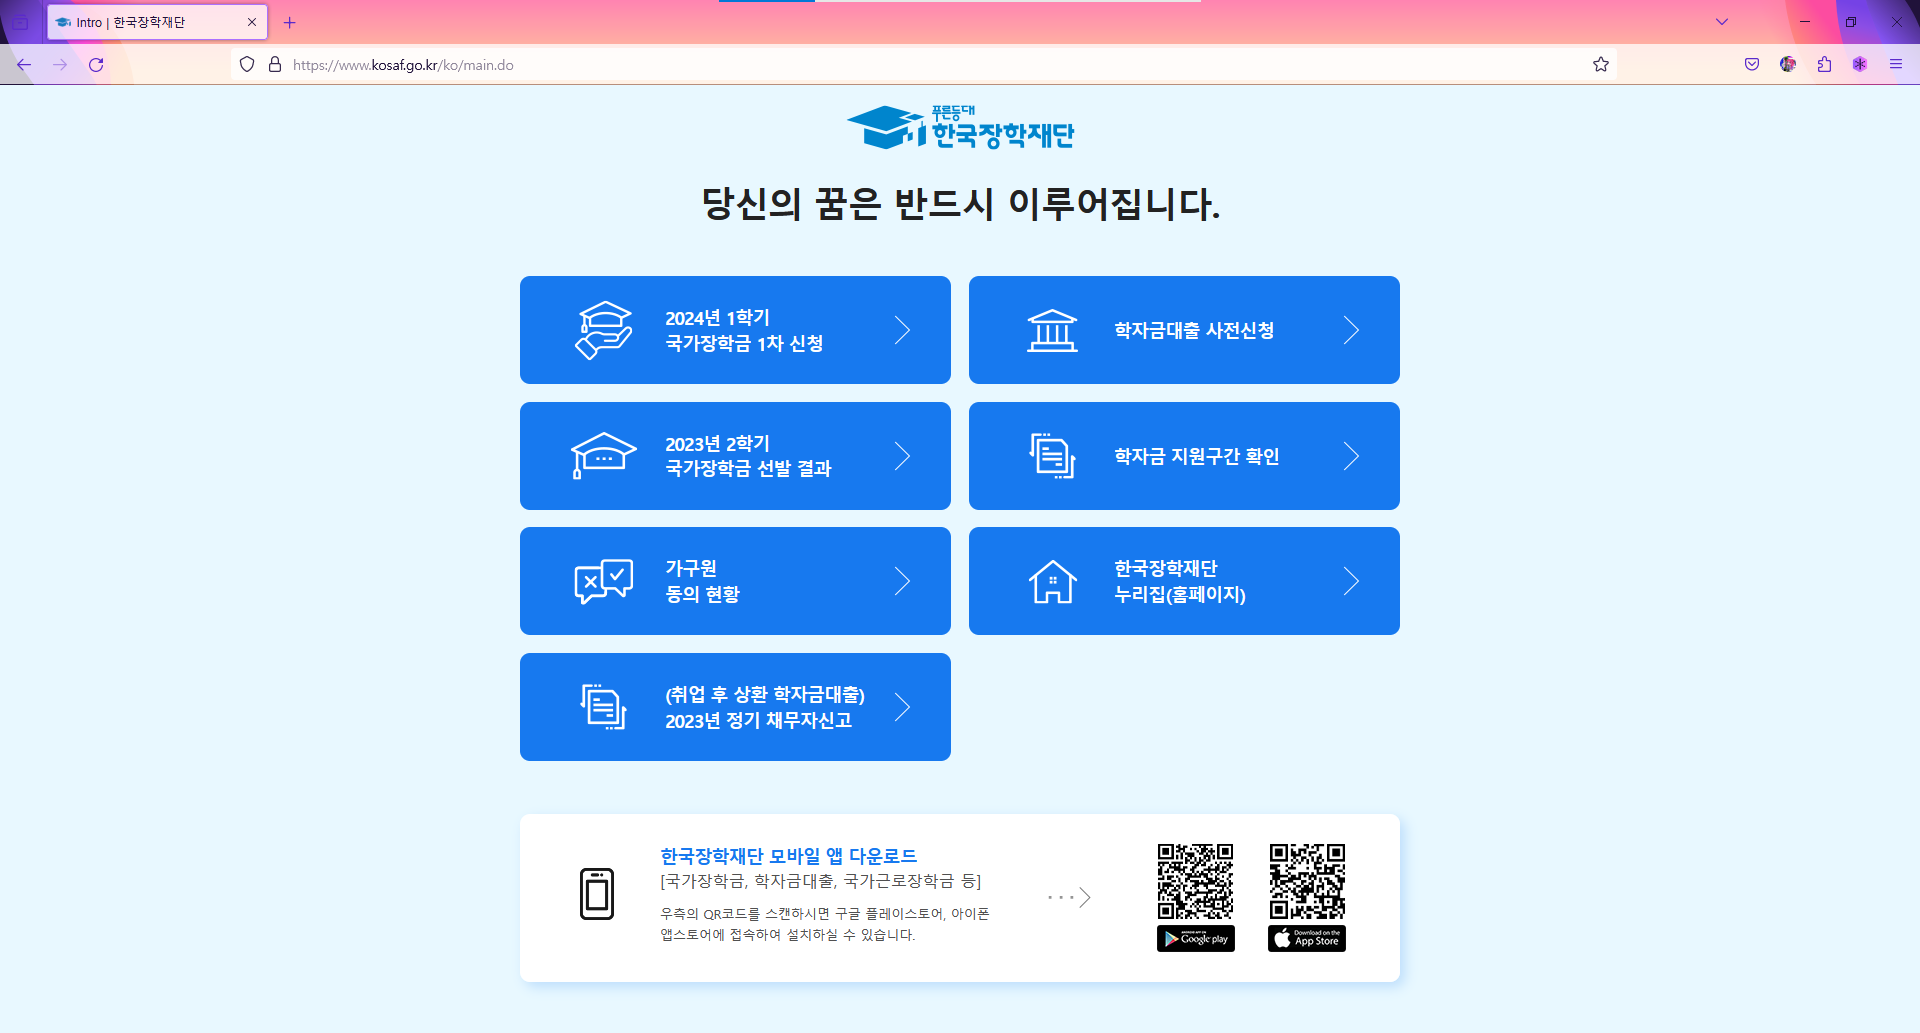 Intro | 한국장학재단
https://www.kosaf.go.kr/ko/main.do
푸른등대
한국장학재단
당신의 꿈은 반드시 이루어집니다.
2024년 1학기
국가장학금 1차 신청
학자금대출 사전신청
2023년 2학기
국가장학금 선발 결과
학자금 지원구간 확인
가구원
동의 현황
한국장학재단
누리집(홈페이지)
(취업 후 상환 학자금대출)
2023년 정기 채무자신고
한국장학재단 모바일 앱 다운로드
[국가장학금, 학자금대출, 국가근로장학금 등]
우측의 QR코드를 스캔하시면 구글 플레이스토어, 아이폰
앱스토어에 접속하여 설치하실 수 있습니다.
ANDROID APP ON
Google play
Download on the
App Store